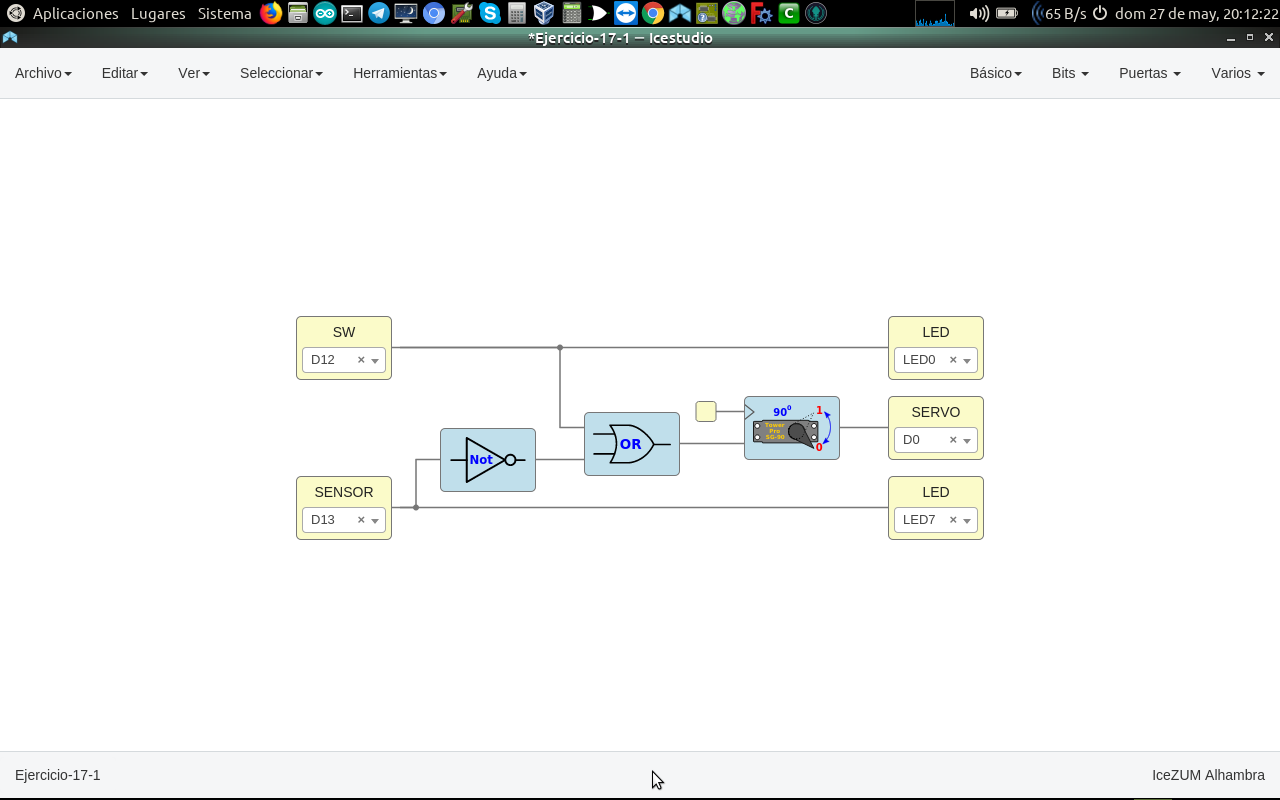 Aplicaciones Lugares Sistema 65 B/s dom 27 de may, 20:12:22
*Ejercicio-17-1 — Icestudio
Archivo Editar Ver Seleccionar Herramientas Ayuda Básico Bits Puertas Varios
SW
D12 ×
LED
LED0 ×
Not
OR
90⁰ 1
Tower
Pro
SG-90
0
SERVO
D0 ×
SENSOR
D13 ×
LED
LED7 ×
Ejercicio-17-1 IceZUM Alhambra